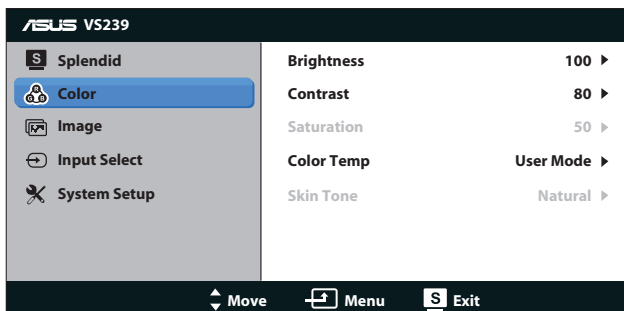 ASUS VS239
S Splendid
R G B Color
Image
Input Select
System Setup
Brightness 100
Contrast 80
Saturation 50
Color Temp User Mode
Skin Tone Natural
Move Menu S Exit